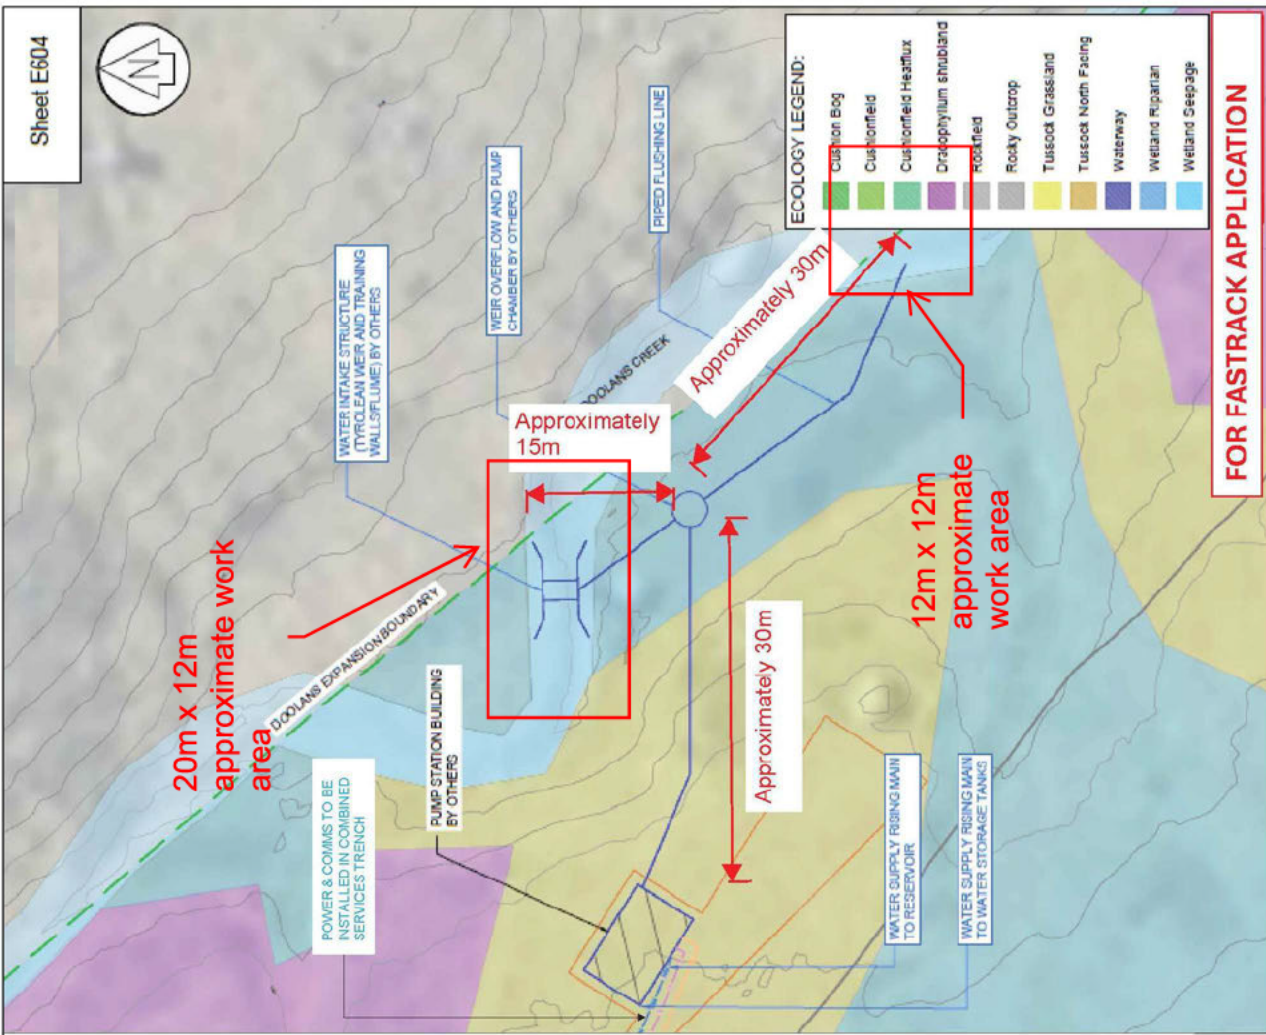 Sheet E604
N
ECOLOGY LEGEND:
Cushion Bog
Cushionfield
Cushionfield Heatflux
Dracophyllum shrubland
Rockfield
Rocky Outcrop
Tussock Grassland
Tussock North Facing
Waterway
Wetland Riparian
Wetland Seepage
FOR FASTRACK APPLICATION
PIPED FLUSHING LINE
WEIR OVERFLOW AND PUMP
CHAMBER BY OTHERS
WATER INTAKE STRUCTURE
(TYROLEAN WEIR AND TRAINING
WALLS/FLUME) BY OTHERS
DOOLANS CREEK
Approximately 30m
Approximately
15m
20m x 12m
approximate work
area
DOOLANS EXPANSION BOUNDARY
12m x 12m
approximate
work area
Approximately 30m
PUMP STATION BUILDING
BY OTHERS
POWER & COMMS TO BE
INSTALLED IN COMBINED
SERVICES TRENCH
WATER SUPPLY RISING MAIN
TO RESERVOIR
WATER SUPPLY RISING MAIN
TO WATER STORAGE TANKS